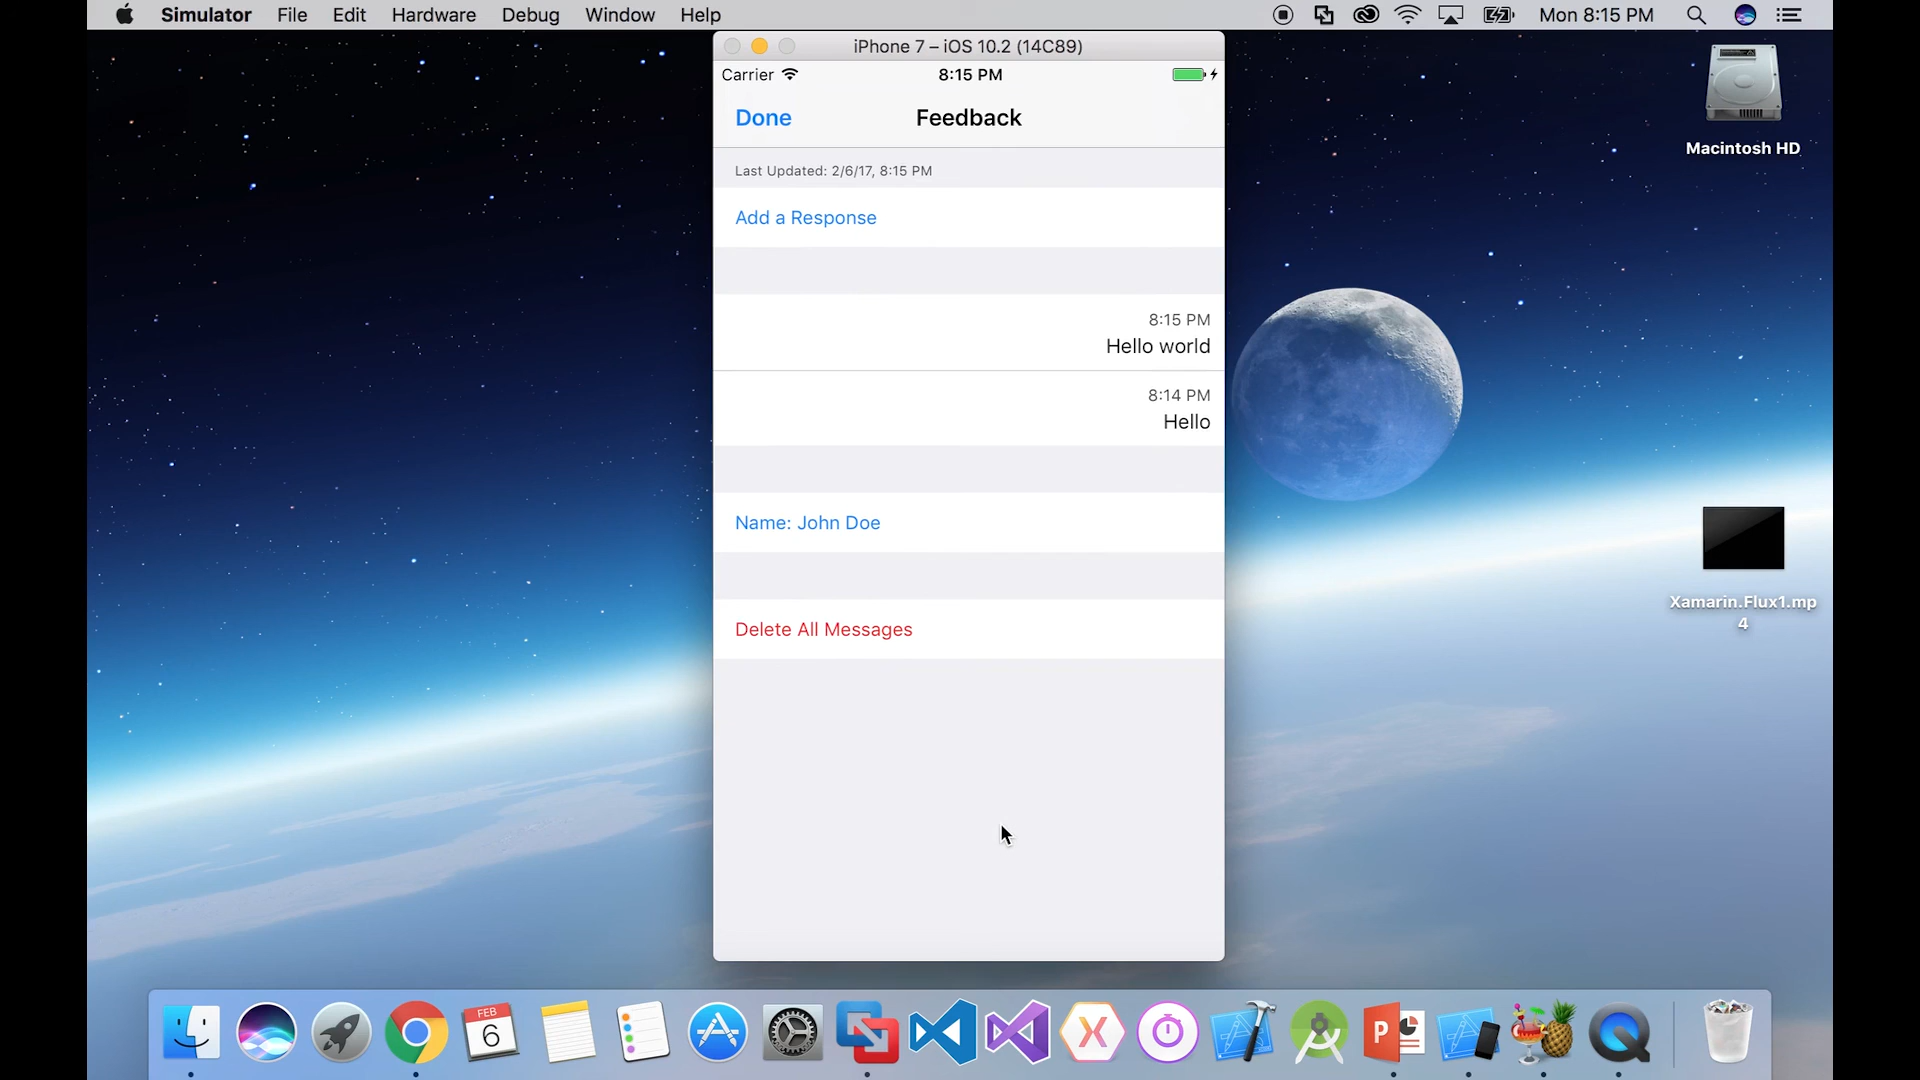 Simulator File Edit Hardware Debug Window Help Mon 8:15 PM
iPhone 7 – iOS 10.2 (14C89)
Carrier 8:15 PM
Done Feedback
Last Updated: 2/6/17, 8:15 PM
Add a Response
8:15 PM
Hello world
8:14 PM
Hello
Name: John Doe
Delete All Messages
Macintosh HD
Xamarin.Flux1.mp
4
FEB
6
P